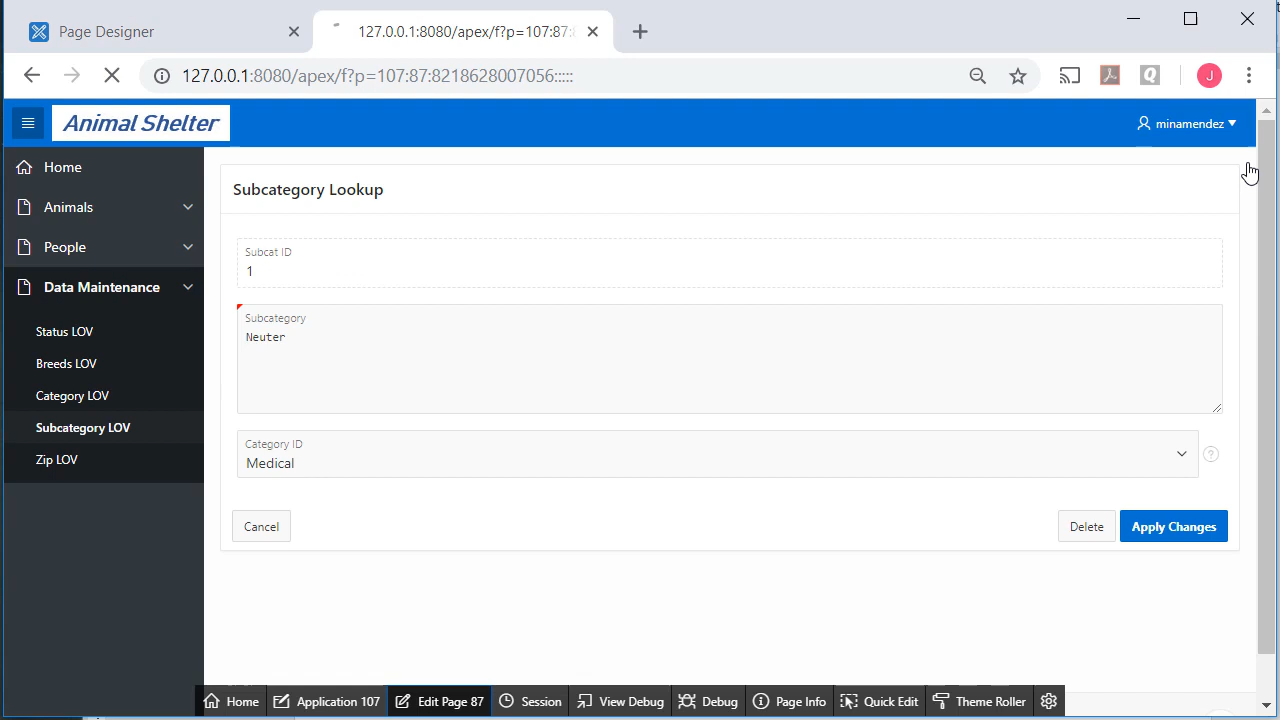 Page Designer
127.0.0.1:8080/apex/f?p=107:87:8
127.0.0.1:8080/apex/f?p=107:87:8218628007056:::::
J
Animal Shelter
minamendez
Home
Animals
People
Data Maintenance
Status LOV
Breeds LOV
Category LOV
Subcategory LOV
Zip LOV
Subcategory Lookup
Subcat ID
1
Subcategory
Neuter
Category ID
Medical
?
Cancel
Delete
Apply Changes
Home
Application 107
Edit Page 87
Session
View Debug
Debug
Page Info
Quick Edit
Theme Roller